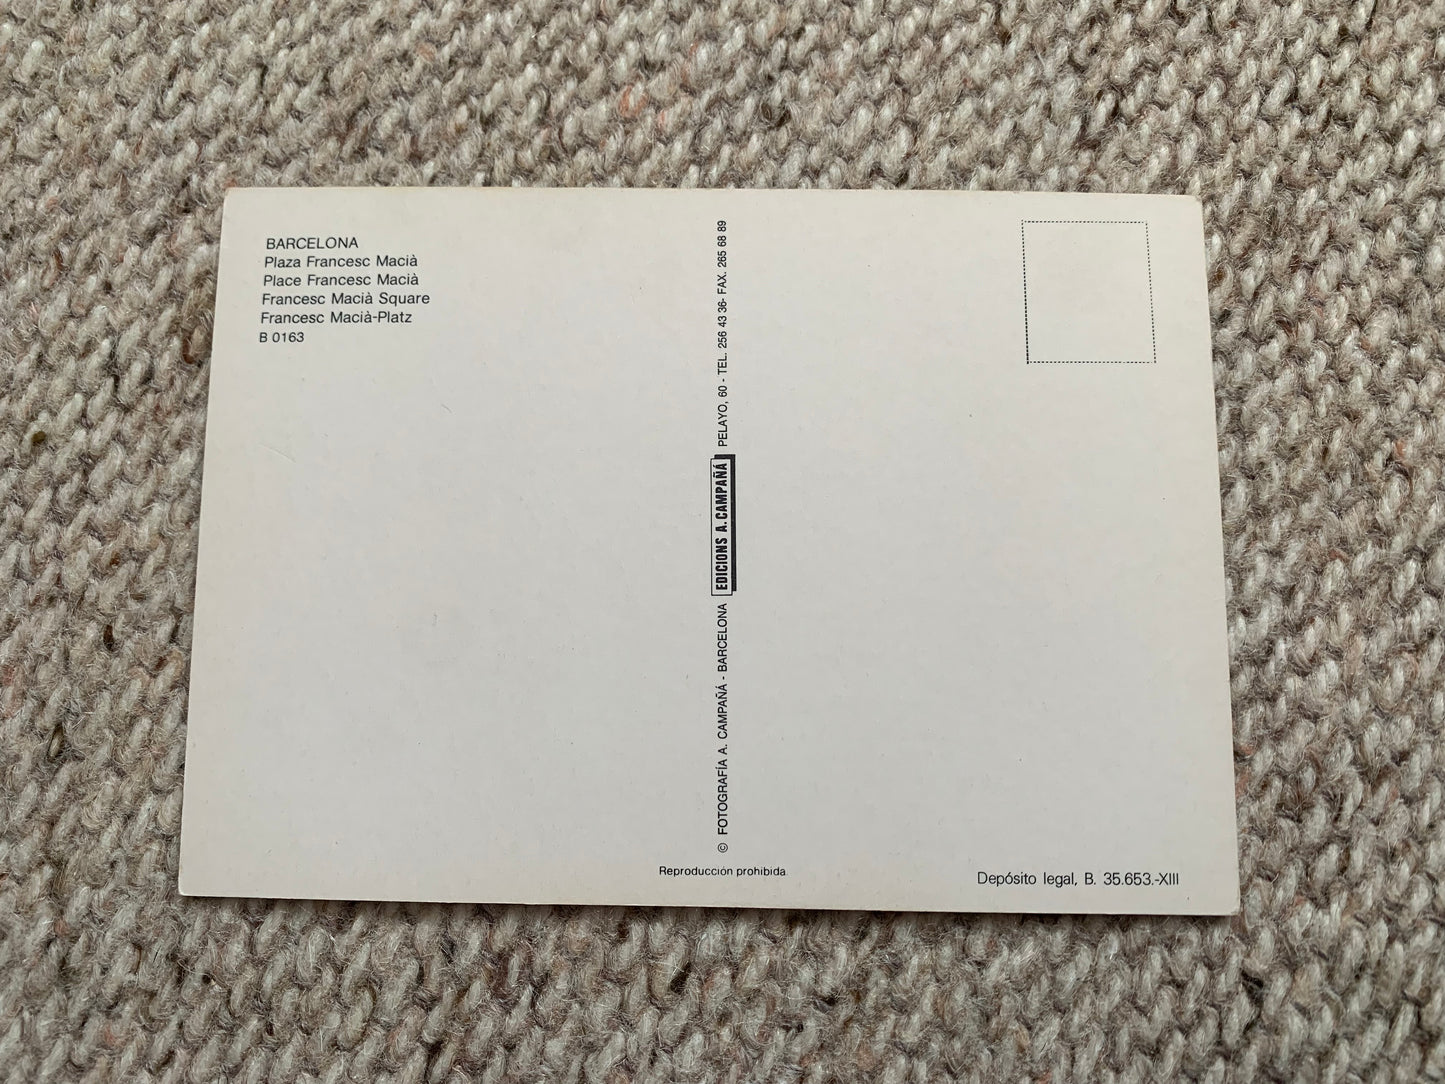 BARCELONA
Plaza Francesc Macià
Place Francesc Macià
Francesc Macià Square
Francesc Macià-Platz
B 0163
© FOTOGRAFÍA A. CAMPAÑÁ - BARCELONA EDICIONS A. CAMPAÑÁ PELAYO, 60 - TEL. 256 43 36- FAX. 265 68 89
Reproducción prohibida.
Depósito legal, B. 35.653.-XIII